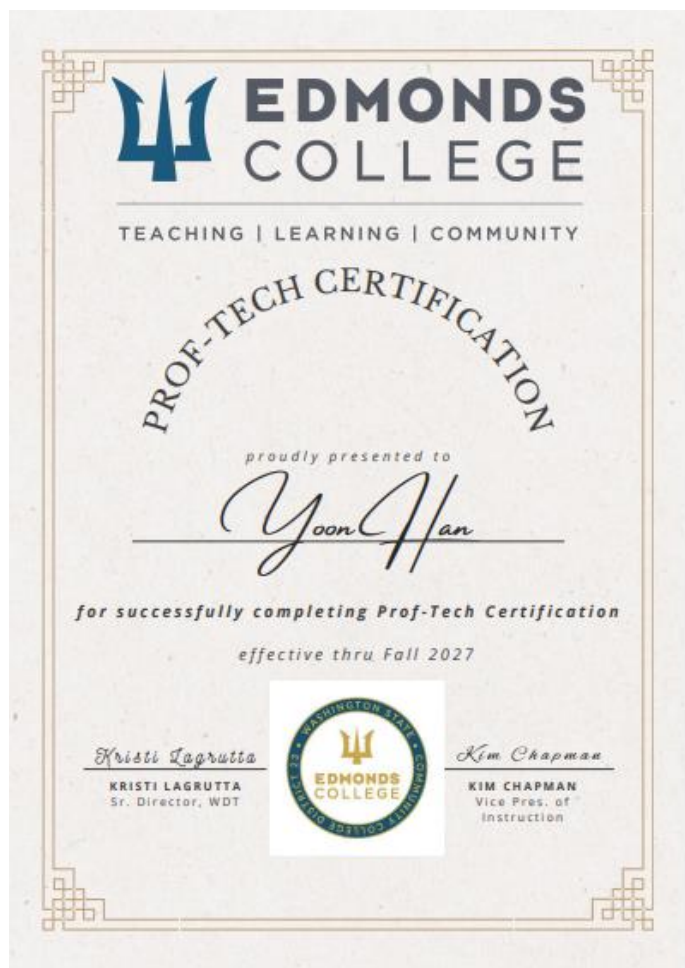 EDMONDS
COLLEGE
TEACHING | LEARNING | COMMUNITY
PROF-TECH CERTIFICATION
proudly presented to
Yoon Han
for successfully completing Prof-Tech Certification
effective thru Fall 2027
Kristi Lagrutta
KRISTI LAGRUTTA
Sr. Director, WDT
WASHINGTON STATE • COMMUNITY COLLEGE DISTRICT 23 •
EDMONDS
COLLEGE
Kim Chapman
KIM CHAPMAN
Vice Pres. of
Instruction